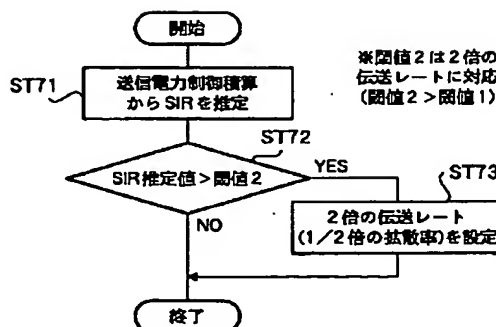 開始
※閾値2は2倍の
伝送レートに対応
(閾値2>閾値1)
ST71
送信電力制御積算
からSIRを推定
ST72
SIR推定値>閾値2
YES
ST73
NO
2倍の伝送レート
(1/2倍の拡散率)を設定
終了